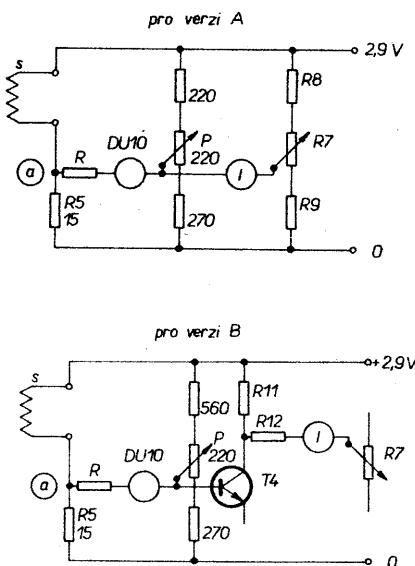 pro verzi A
2,9 V
s
220
R8
DU10
P
220
R7
a
R
I
R5
15
270
R9
0
pro verzi B
+2,9V
s
560
R11
R12
I
DU10
P
220
R7
a
R
T4
R5
15
270
0